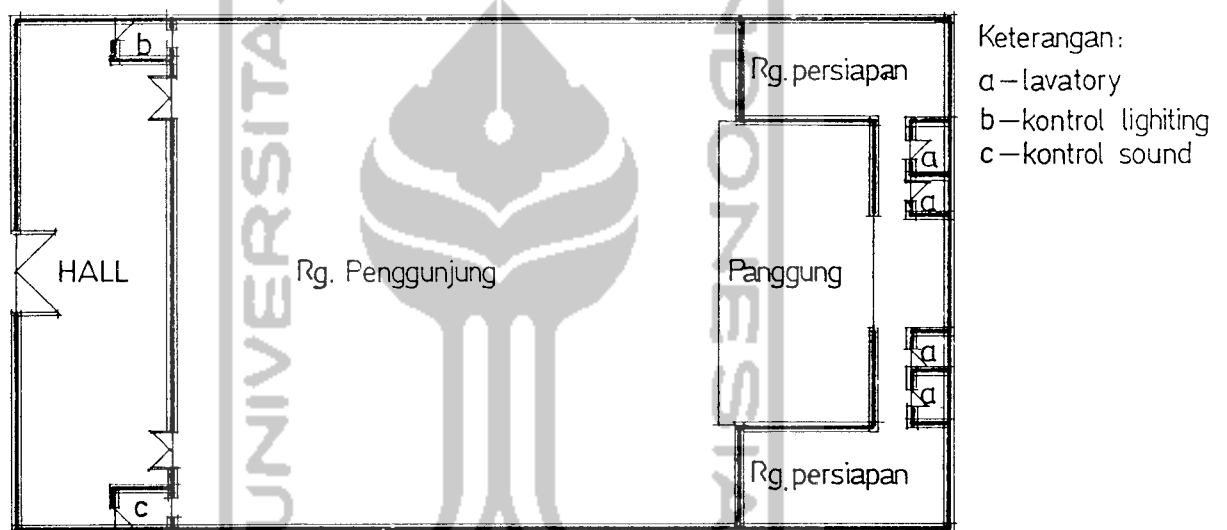 b
Rg. persiapan
Keterangan:
a-lavatory
b-kontrol lighiting
c-kontrol sound
a
a
HALL
Rg. Penggunjung
Panggung
a
a
Rg. persiapan
c